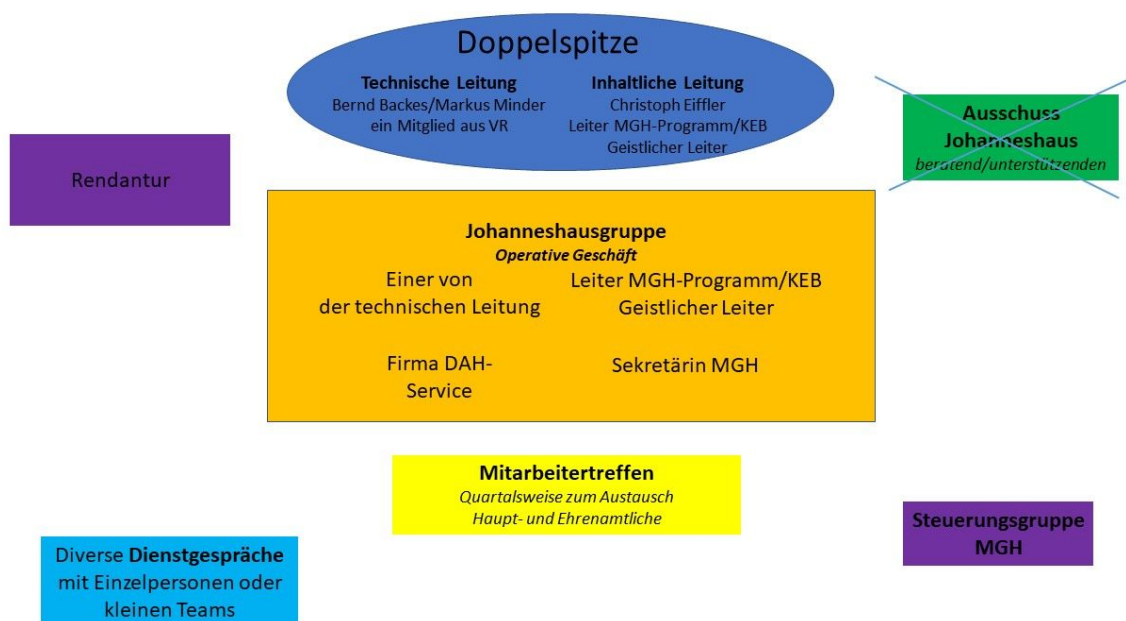 Doppelspitze
Technische Leitung
Bernd Backes/Markus Minder
ein Mitglied aus VR
Inhaltliche Leitung
Christoph Eiffler
Leiter MGH-Programm/KEB
Geistlicher Leiter
Ausschuss
Johanneshaus
beratend/unterstützenden
Rendantur
Johanneshausgruppe
Operative Geschäft
Einer von
der technischen Leitung
Leiter MGH-Programm/KEB
Geistlicher Leiter
Firma DAH-
Service
Sekretärin MGH
Mitarbeitertreffen
Quartalsweise zum Austausch
Haupt- und Ehrenamtliche
Steuerungsgruppe
MGH
Diverse Dienstgespräche
mit Einzelpersonen oder
kleinen Teams